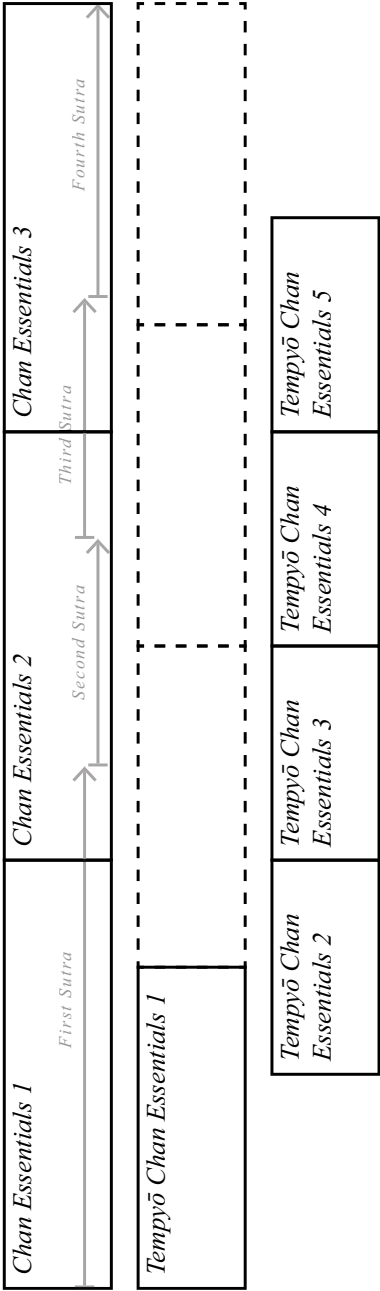 Chan Essentials 1
Chan Essentials 2
Chan Essentials 3
First Sutra
Second Sutra
Third Sutra
Fourth Sutra
Tempyō Chan Essentials 1
Tempyō Chan
Essentials 2
Tempyō Chan
Essentials 3
Tempyō Chan
Essentials 4
Tempyō Chan
Essentials 5